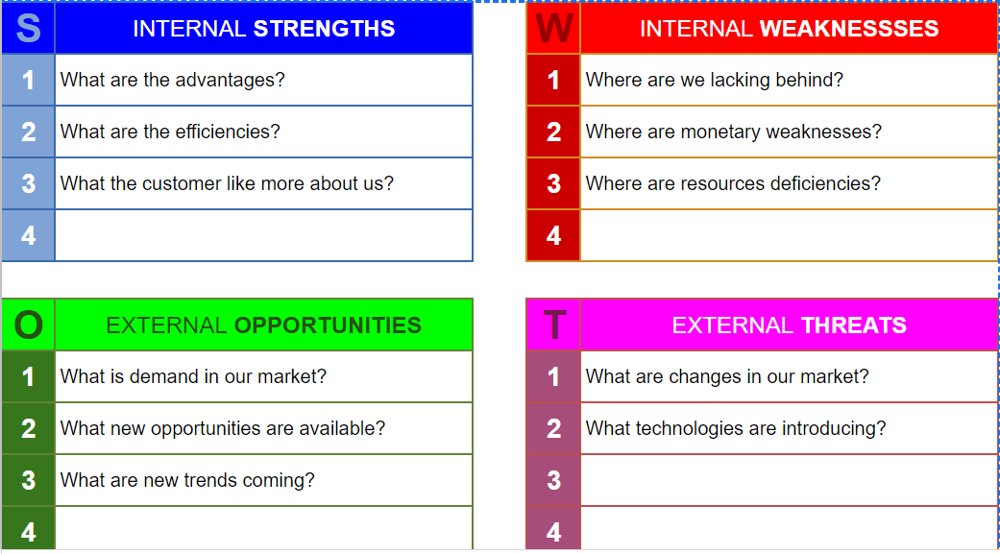 S INTERNAL STRENGTHS
1 What are the advantages?
2 What are the efficiencies?
3 What the customer like more about us?
4
W INTERNAL WEAKNESSSES
1 Where are we lacking behind?
2 Where are monetary weaknesses?
3 Where are resources deficiencies?
4
O EXTERNAL OPPORTUNITIES
1 What is demand in our market?
2 What new opportunities are available?
3 What are new trends coming?
4
T EXTERNAL THREATS
1 What are changes in our market?
2 What technologies are introducing?
3
4